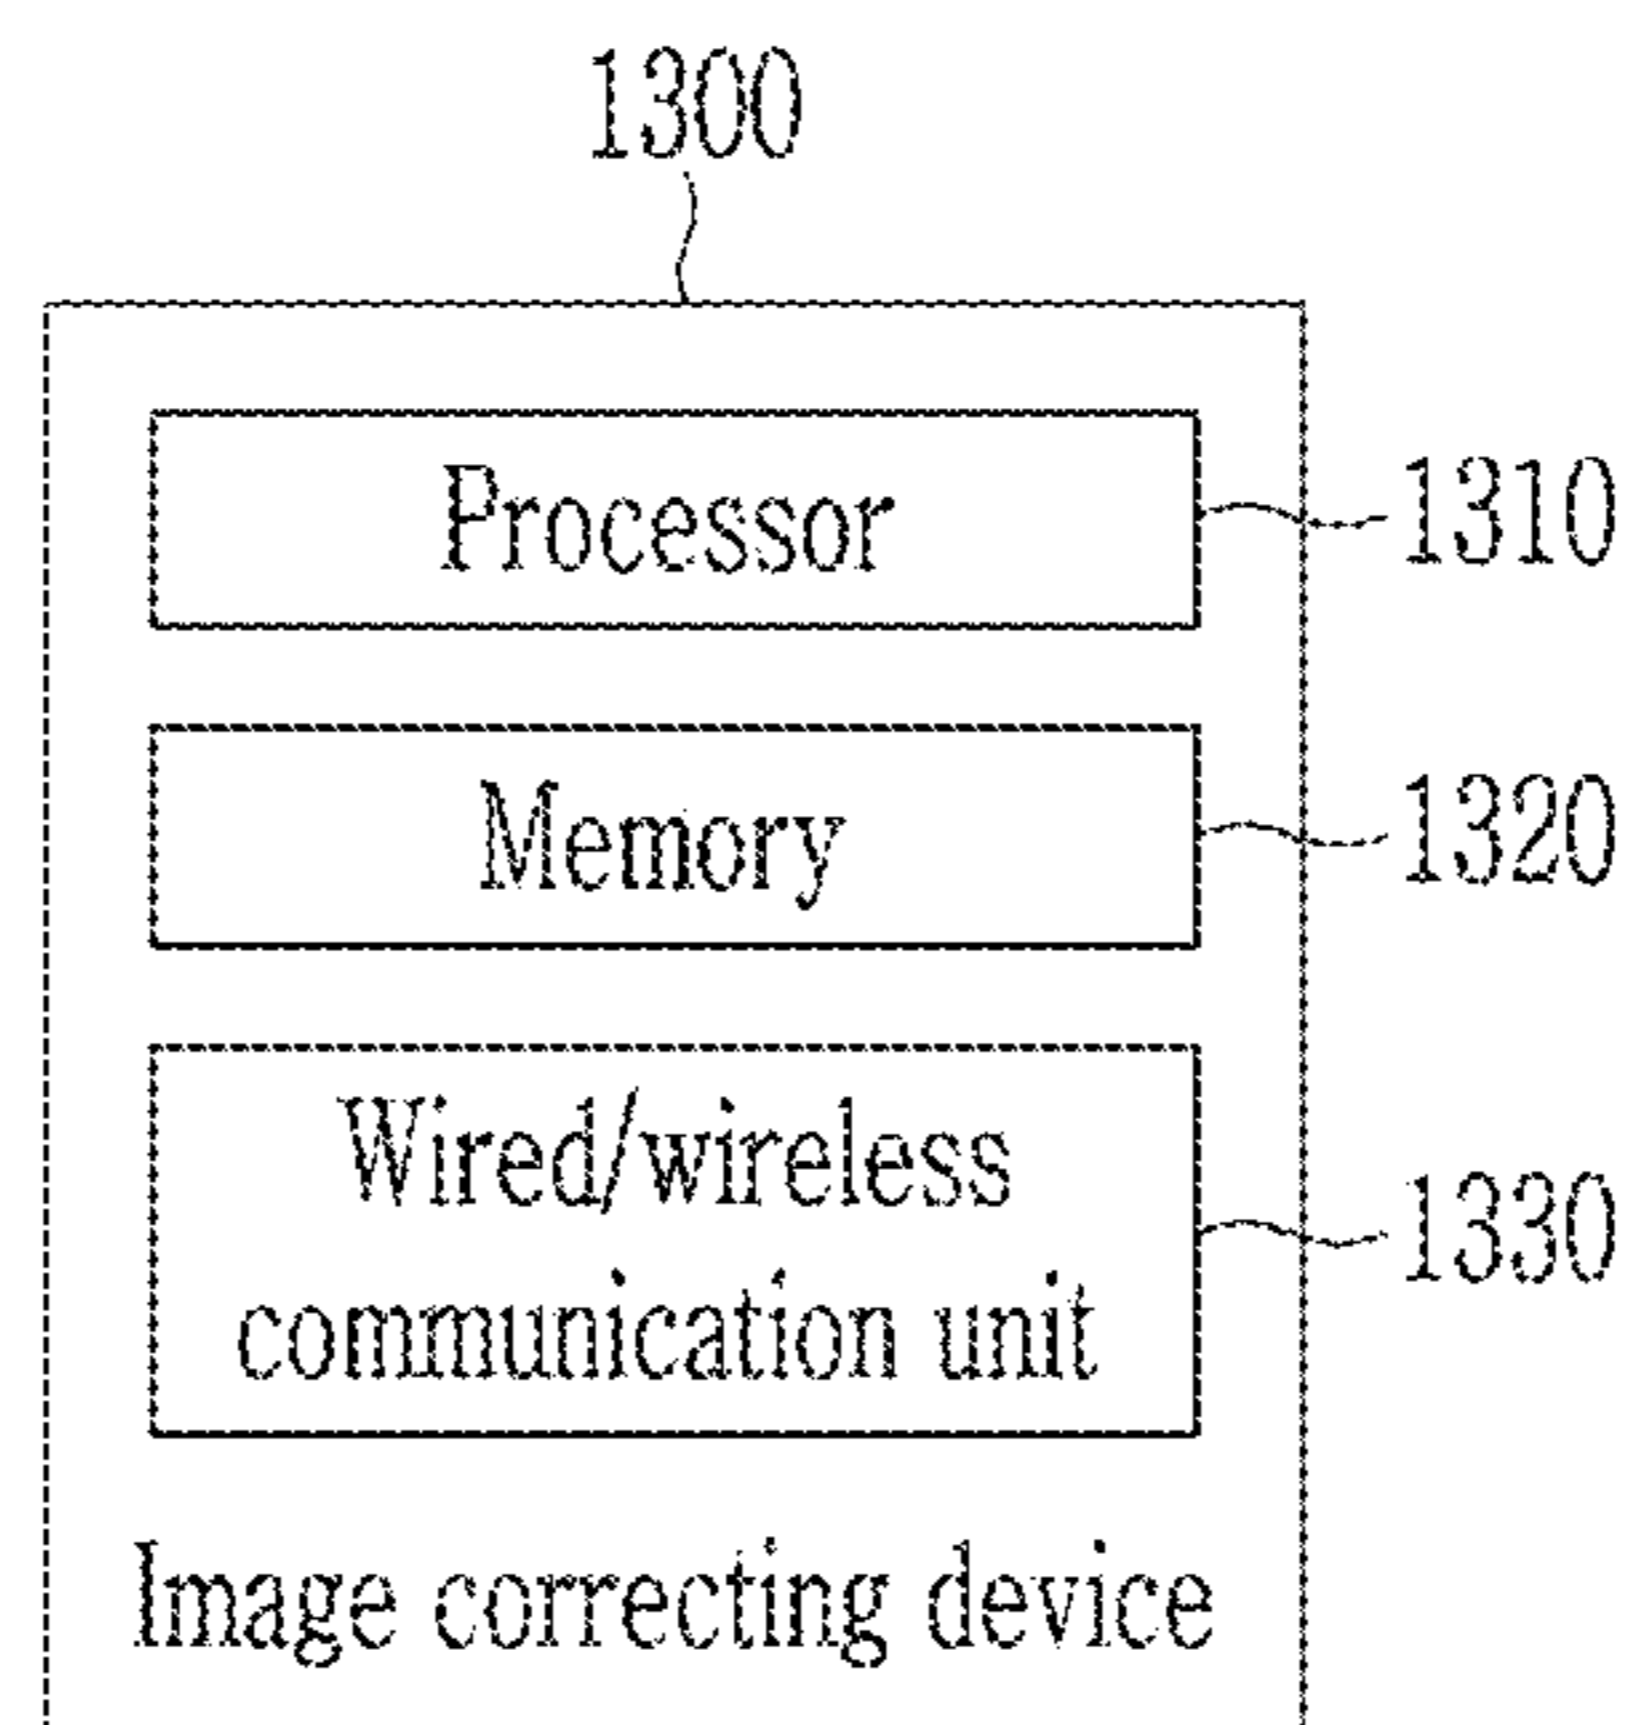 1300
Processor
1310
Memory
1320
Wired/wireless
communication unit
1330
Image correcting device